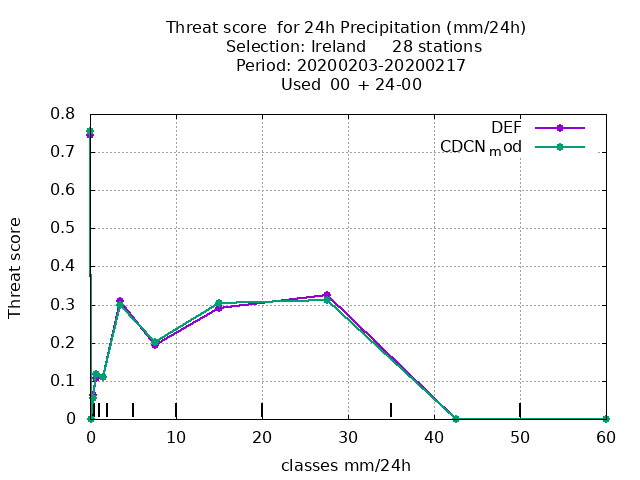 Threat score  for 24h Precipitation (mm/24h)
Selection: Ireland     28 stations
Period: 20200203-20200217
Used  00 + 24-00
DEF
CDCN_mod
Threat score
0.8
0.7
0.6
0.5
0.4
0.3
0.2
0.1
0
0 10 20 30 40 50 60
classes mm/24h